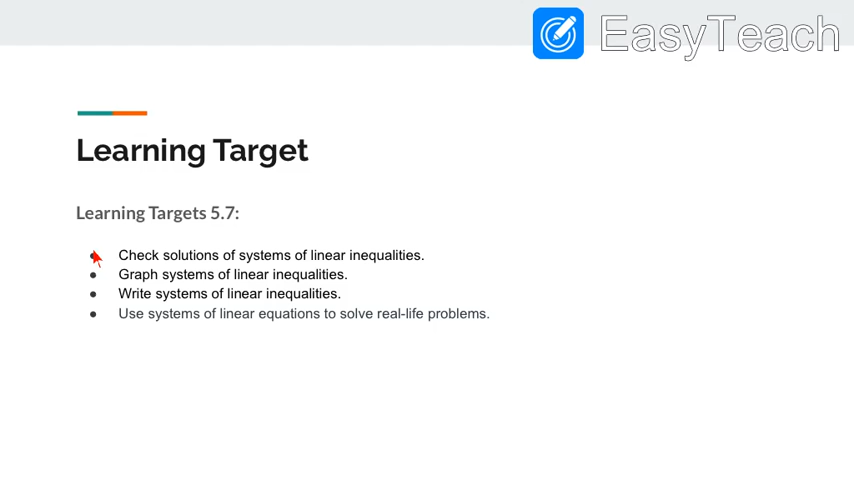 EasyTeach
Learning Target
Learning Targets 5.7:
Check solutions of systems of linear inequalities.
Graph systems of linear inequalities.
Write systems of linear inequalities.
Use systems of linear equations to solve real-life problems.